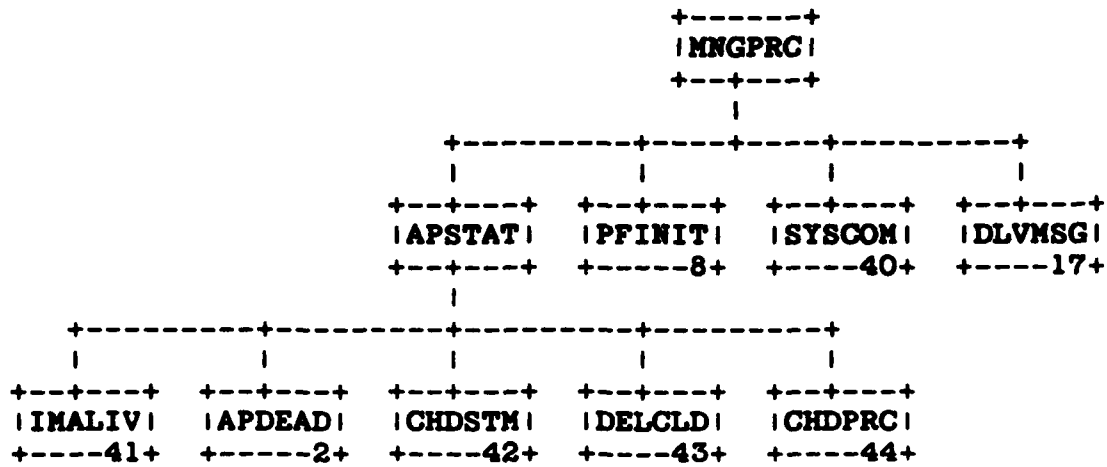 MNGPRC
APSTAT PFINIT SYSCOM DLVMSG
8 40 17
IMALIV APDEAD CHDSTM DELCLD CHDPRC
41 2 42 43 44